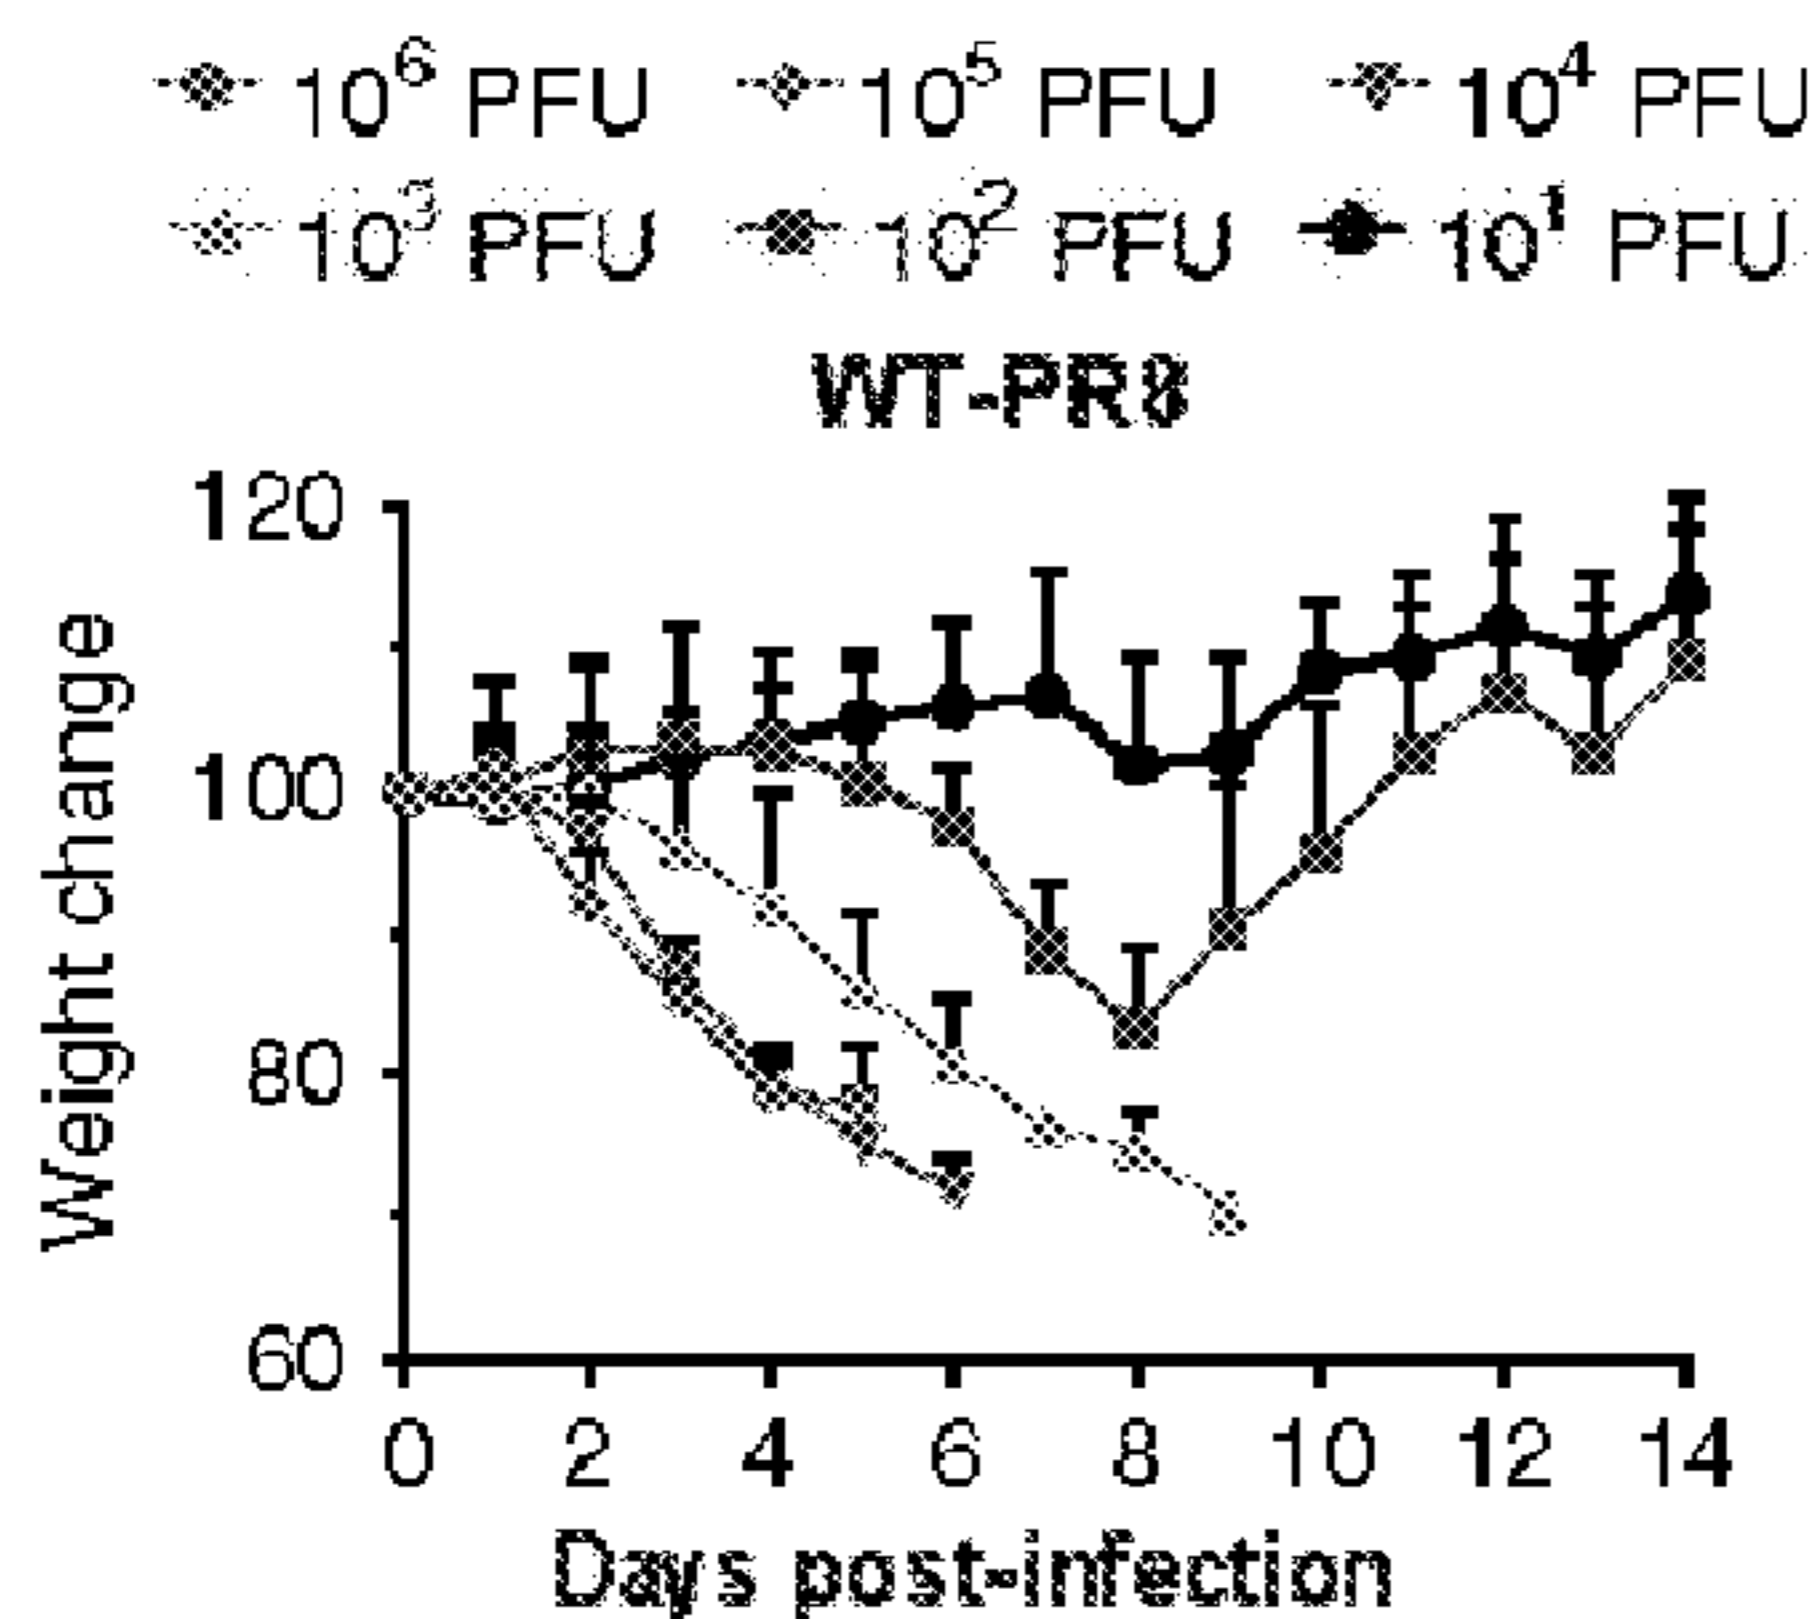 10⁶ PFU 10⁵ PFU 10⁴ PFU
10³ PFU 10² PFU 10¹ PFU
WT-PR8
120
100
80
60
Weight change
0 2 4 6 8 10 12 14
Days post-infection